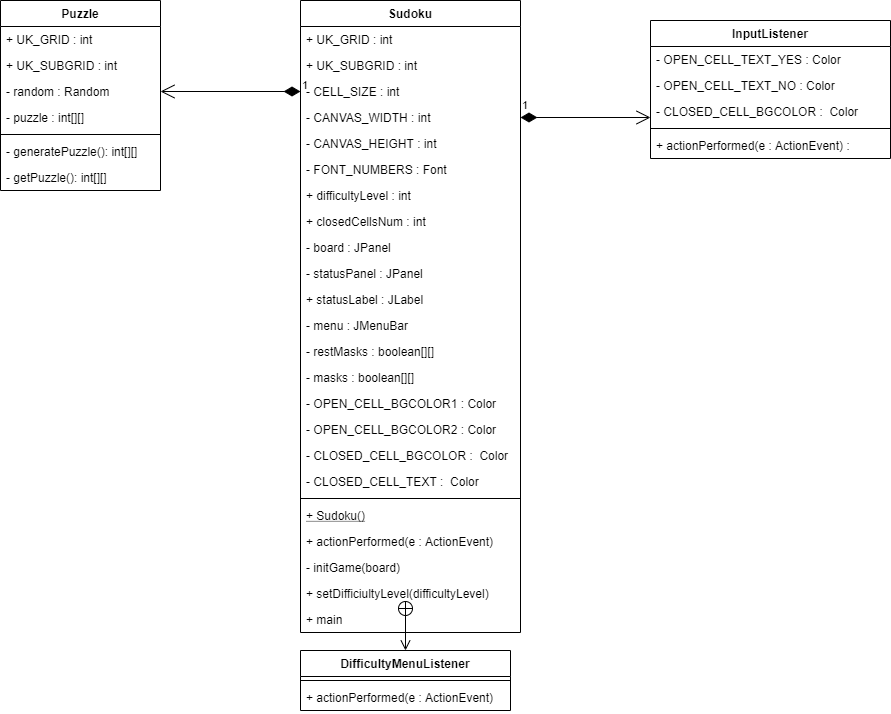 Puzzle
+ UK_GRID : int
+ UK_SUBGRID : int
- random : Random
- puzzle : int[][]
- generatePuzzle(): int[][]
- getPuzzle(): int[][]
1
Sudoku
+ UK_GRID : int
+ UK_SUBGRID : int
- CELL_SIZE : int
- CANVAS_WIDTH : int
- CANVAS_HEIGHT : int
- FONT_NUMBERS : Font
+ difficultyLevel : int
+ closedCellsNum : int
- board : JPanel
- statusPanel : JPanel
+ statusLabel : JLabel
- menu : JMenuBar
- restMasks : boolean[][]
- masks : boolean[][]
- OPEN_CELL_BGCOLOR1 : Color
- OPEN_CELL_BGCOLOR2 : Color
- CLOSED_CELL_BGCOLOR : Color
- CLOSED_CELL_TEXT : Color
+ Sudoku()
+ actionPerformed(e : ActionEvent)
- initGame(board)
+ setDifficiultyLevel(difficultyLevel)
+ main
1
InputListener
- OPEN_CELL_TEXT_YES : Color
- OPEN_CELL_TEXT_NO : Color
- CLOSED_CELL_BGCOLOR : Color
+ actionPerformed(e : ActionEvent) :
DifficultyMenuListener
+ actionPerformed(e : ActionEvent)